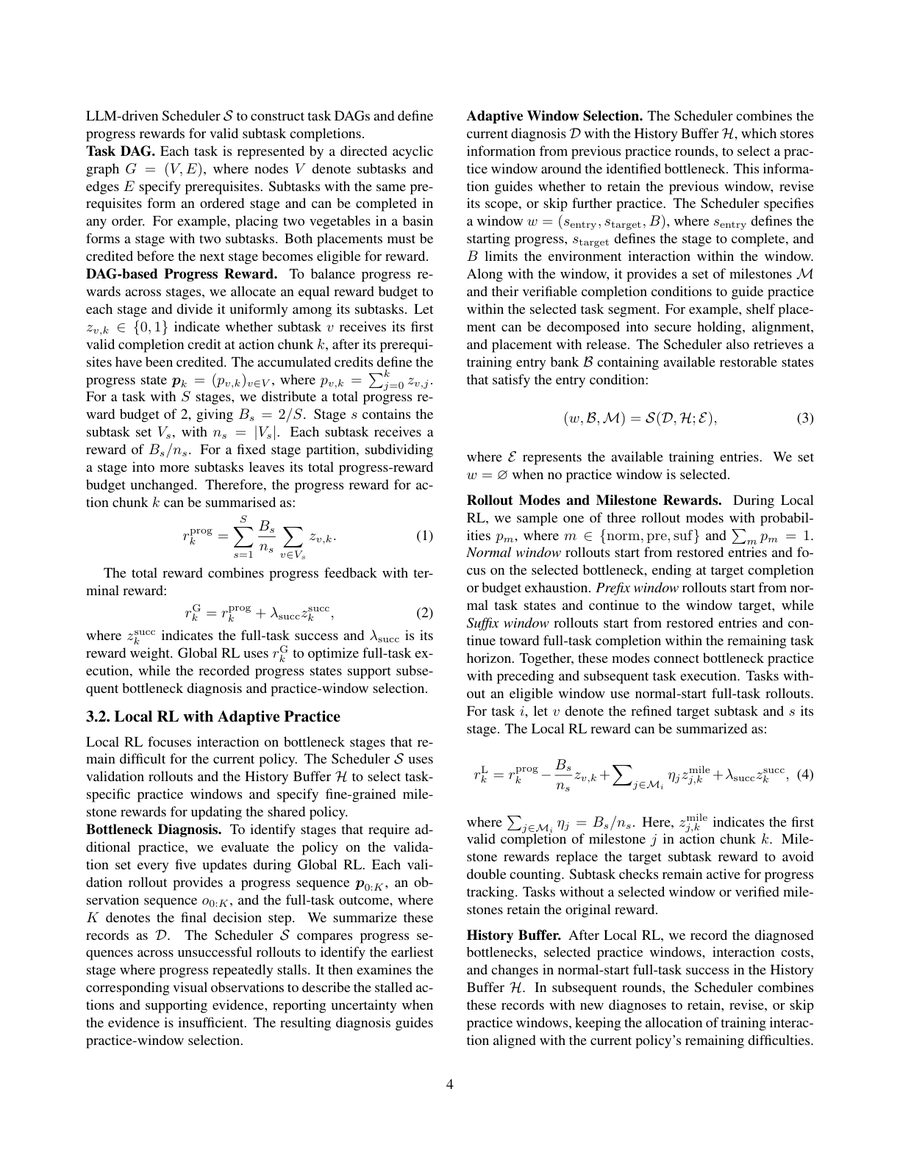 LLM-driven Scheduler 𝒮 to construct task DAGs and define
progress rewards for valid subtask completions.
Task DAG. Each task is represented by a directed acyclic
graph G = (V, E), where nodes V denote subtasks and
edges E specify prerequisites. Subtasks with the same pre-
requisites form an ordered stage and can be completed in
any order. For example, placing two vegetables in a basin
forms a stage with two subtasks. Both placements must be
credited before the next stage becomes eligible for reward.
DAG-based Progress Reward. To balance progress re-
wards across stages, we allocate an equal reward budget to
each stage and divide it uniformly among its subtasks. Let
z_{v,k} ∈ {0, 1} indicate whether subtask v receives its first
valid completion credit at action chunk k, after its prerequi-
sites have been credited. The accumulated credits define the
progress state p_k = (p_{v,k})_{v∈V}, where p_{v,k} = ∑_{j=0}^{k} z_{v,j}.
For a task with S stages, we distribute a total progress re-
ward budget of 2, giving B_s = 2/S. Stage s contains the
subtask set V_s, with n_s = |V_s|. Each subtask receives a
reward of B_s/n_s. For a fixed stage partition, subdividing
a stage into more subtasks leaves its total progress-reward
budget unchanged. Therefore, the progress reward for ac-
tion chunk k can be summarised as:
r_k^{prog} = ∑_{s=1}^{S} \frac{B_s}{n_s} ∑_{v∈V_s} z_{v,k}. (1)
The total reward combines progress feedback with ter-
minal reward:
r_k^G = r_k^{prog} + λ_{succ} z_k^{succ}, (2)
where z_k^{succ} indicates the full-task success and λ_{succ} is its
reward weight. Global RL uses r_k^G to optimize full-task ex-
ecution, while the recorded progress states support subse-
quent bottleneck diagnosis and practice-window selection.
3.2. Local RL with Adaptive Practice
Local RL focuses interaction on bottleneck stages that re-
main difficult for the current policy. The Scheduler 𝒮 uses
validation rollouts and the History Buffer ℋ to select task-
specific practice windows and specify fine-grained mile-
stone rewards for updating the shared policy.
Bottleneck Diagnosis. To identify stages that require ad-
ditional practice, we evaluate the policy on the valida-
tion set every five updates during Global RL. Each vali-
dation rollout provides a progress sequence p_{0:K}, an ob-
servation sequence o_{0:K}, and the full-task outcome, where
K denotes the final decision step. We summarize these
records as 𝒟. The Scheduler 𝒮 compares progress se-
quences across unsuccessful rollouts to identify the earliest
stage where progress repeatedly stalls. It then examines the
corresponding visual observations to describe the stalled ac-
tions and supporting evidence, reporting uncertainty when
the evidence is insufficient. The resulting diagnosis guides
practice-window selection.
Adaptive Window Selection. The Scheduler combines the
current diagnosis 𝒟 with the History Buffer ℋ, which stores
information from previous practice rounds, to select a prac-
tice window around the identified bottleneck. This informa-
tion guides whether to retain the previous window, revise
its scope, or skip further practice. The Scheduler specifies
a window w = (s_{entry}, s_{target}, B), where s_{entry} defines the
starting progress, s_{target} defines the stage to complete, and
B limits the environment interaction within the window.
Along with the window, it provides a set of milestones ℳ
and their verifiable completion conditions to guide practice
within the selected task segment. For example, shelf place-
ment can be decomposed into secure holding, alignment,
and placement with release. The Scheduler also retrieves a
training entry bank ℬ containing available restorable states
that satisfy the entry condition:
(w, ℬ, ℳ) = 𝒮(𝒟, ℋ; ℰ), (3)
where ℰ represents the available training entries. We set
w = ∅ when no practice window is selected.
Rollout Modes and Milestone Rewards. During Local
RL, we sample one of three rollout modes with probabil-
ities p_m, where m ∈ {norm, pre, suf} and ∑_m p_m = 1.
Normal window rollouts start from restored entries and fo-
cus on the selected bottleneck, ending at target completion
or budget exhaustion. Prefix window rollouts start from nor-
mal task states and continue to the window target, while
Suffix window rollouts start from restored entries and con-
tinue toward full-task completion within the remaining task
horizon. Together, these modes connect bottleneck practice
with preceding and subsequent task execution. Tasks with-
out an eligible window use normal-start full-task rollouts.
For task i, let v denote the refined target subtask and s its
stage. The Local RL reward can be summarized as:
r_k^L = r_k^{prog} − \frac{B_s}{n_s} z_{v,k} + ∑_{j∈ℳ_i} η_j z_{j,k}^{mile} + λ_{succ} z_k^{succ}, (4)
where ∑_{j∈ℳ_i} η_j = B_s/n_s. Here, z_{j,k}^{mile} indicates the first
valid completion of milestone j in action chunk k. Mile-
stone rewards replace the target subtask reward to avoid
double counting. Subtask checks remain active for progress
tracking. Tasks without a selected window or verified mile-
stones retain the original reward.
History Buffer. After Local RL, we record the diagnosed
bottlenecks, selected practice windows, interaction costs,
and changes in normal-start full-task success in the History
Buffer ℋ. In subsequent rounds, the Scheduler combines
these records with new diagnoses to retain, revise, or skip
practice windows, keeping the allocation of training interac-
tion aligned with the current policy's remaining difficulties.
4